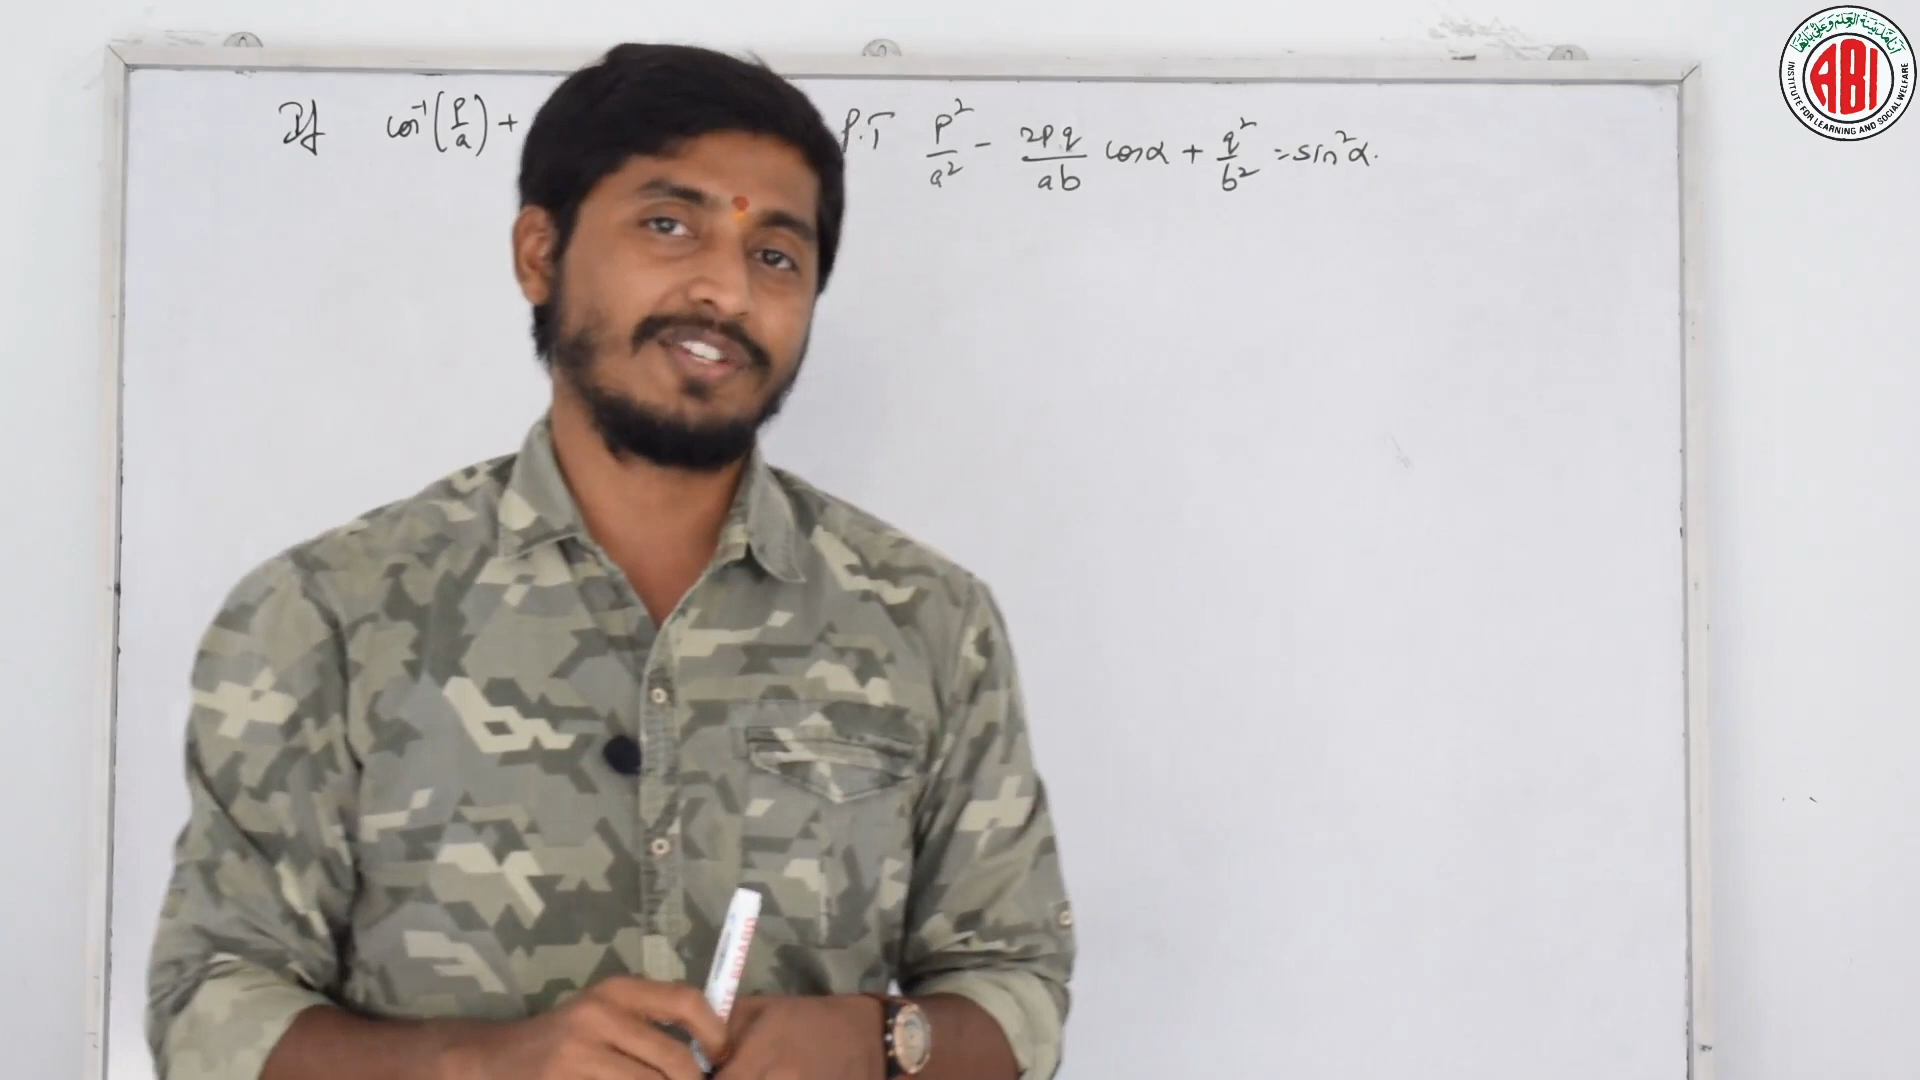 If cos⁻¹(p/a) + P.T p²/a² - 2pq/ab cosα + q²/b² = sin²α.
ABI
INSTITUTE FOR LEARNING AND SOCIAL WELFARE